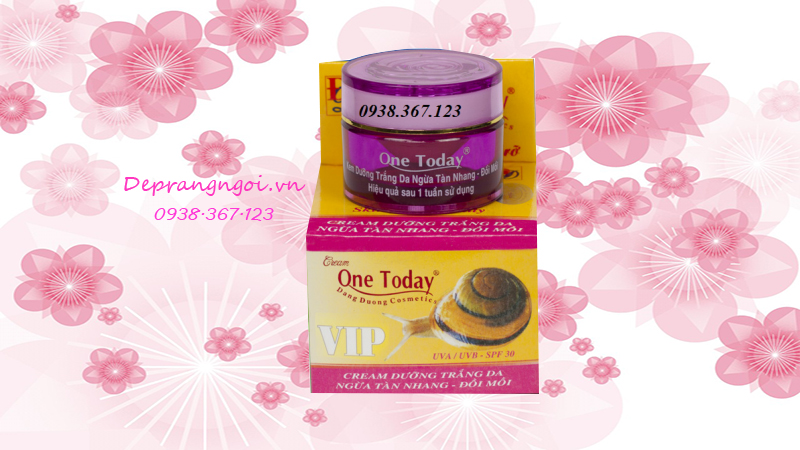 0938.367.123
One Today®
Kem Dưỡng Trắng Da Ngừa Tàn Nhang - Đồi Mồi
Hiệu quả sau 1 tuần sử dụng
Deprangngoi.vn
0938·367·123
CREAM DƯỠNG TRẮNG DA
NGỪA TÀN NHANG - ĐỒI MỒI
Cream
One Today®
Dang Duong Cosmetics
VIP
UVA / UVB - SPF 30
CREAM DƯỠNG TRẮNG DA
NGỪA TÀN NHANG - ĐỒI MỒI